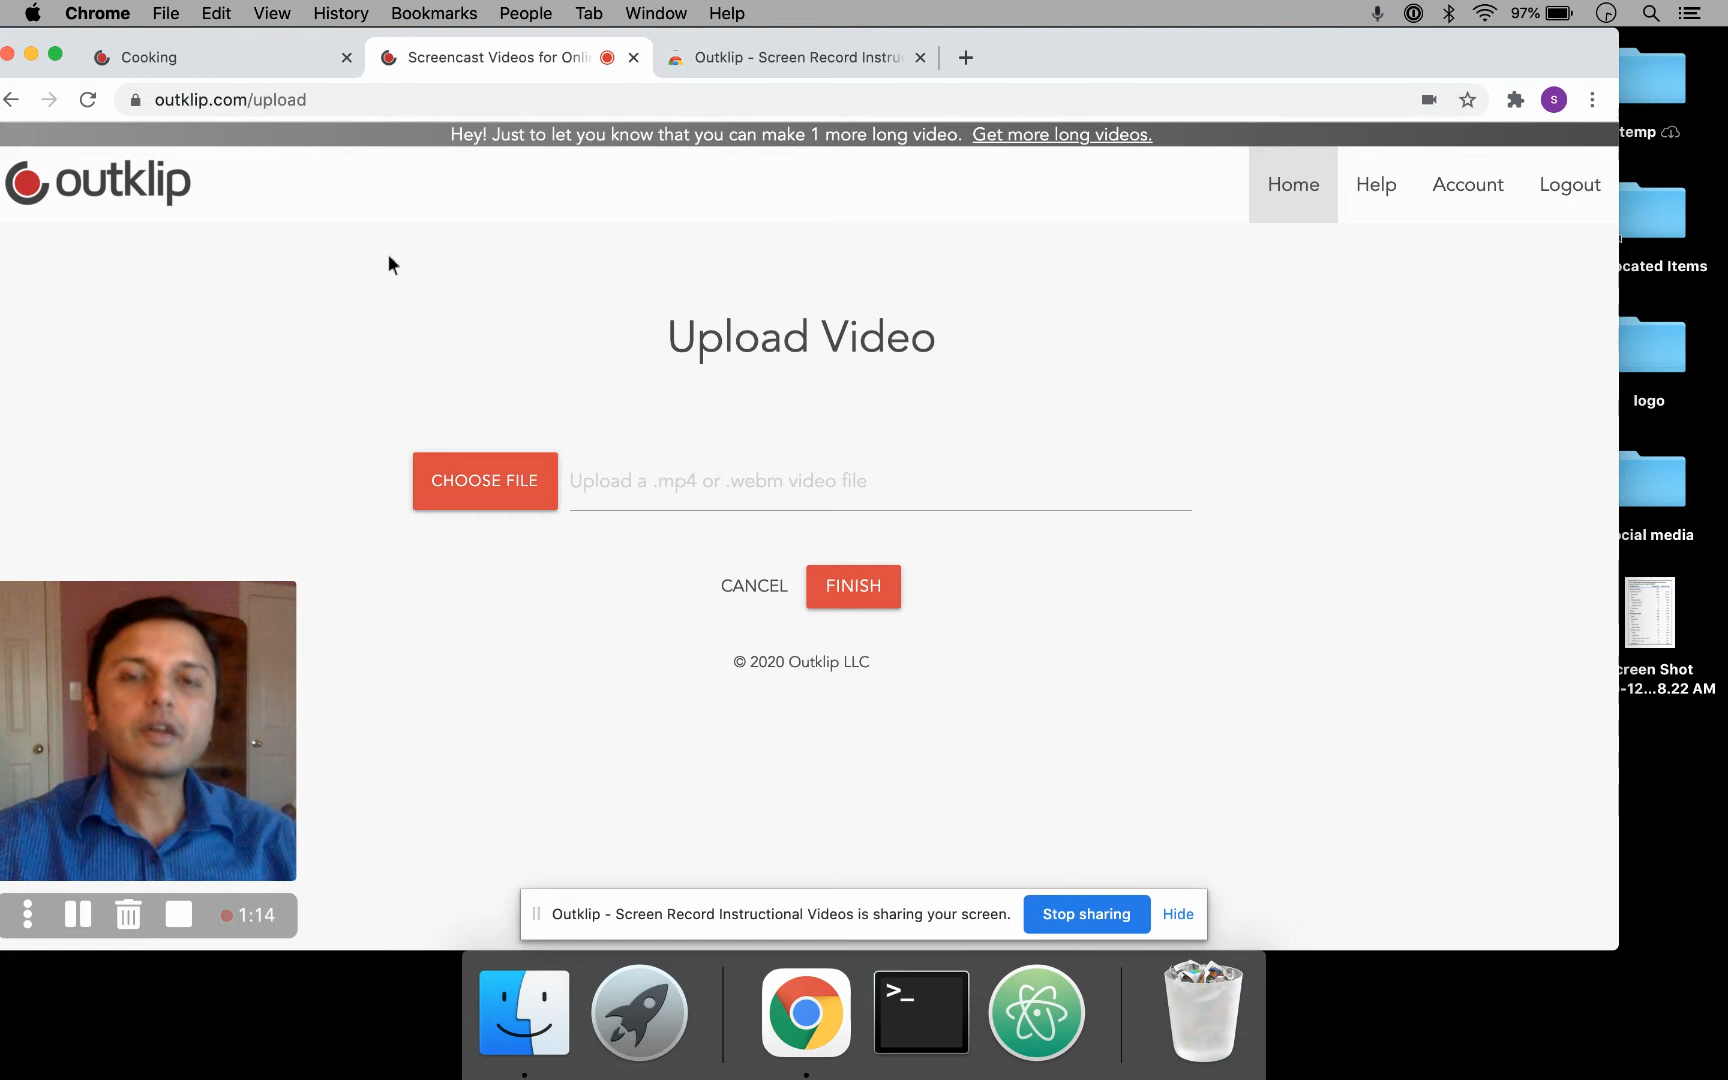 Chrome File Edit View History Bookmarks People Tab Window Help
97%
Cooking
Screencast Videos for Onli
Outklip - Screen Record Instru
outklip.com/upload
S
Hey! Just to let you know that you can make 1 more long video. Get more long videos.
outklip
Home Help Account Logout
Upload Video
CHOOSE FILE Upload a .mp4 or .webm video file
CANCEL FINISH
© 2020 Outklip LLC
1:14
Outklip - Screen Record Instructional Videos is sharing your screen. Stop sharing Hide
temp
ocated Items
logo
cial media
creen Shot
-12...8.22 AM
>_